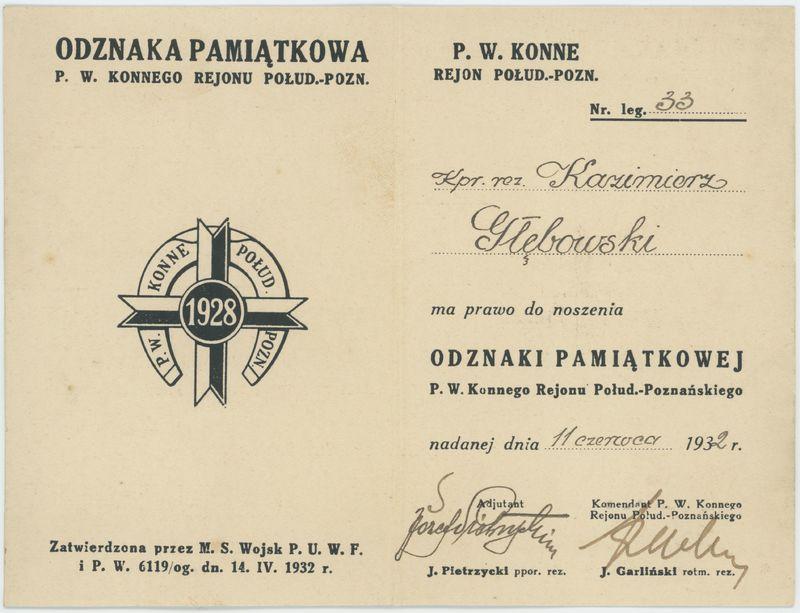 ODZNAKA PAMIĄTKOWA
P. W. KONNEGO REJONU POŁUD.-POZN.
KONNE POŁUD.
1928
P.W. POZN.
Zatwierdzona przez M. S. Wojsk P. U. W. F.
i P. W. 6119/og. dn. 14. IV. 1932 r.
P. W. KONNE
REJON POŁUD.-POZN.
Nr. leg. 33
Kpr. rez. Kazimierz
Głębowski
ma prawo do noszenia
ODZNAKI PAMIĄTKOWEJ
P. W. Konnego Rejonu Połud.-Poznańskiego
nadanej dnia 11 czerwca 1932 r.
Adjutant
Komendant P. W. Konnego
Rejonu Połud.-Poznańskiego
J. Pietrzycki ppor. rez.
J. Garliński rotm. rez.